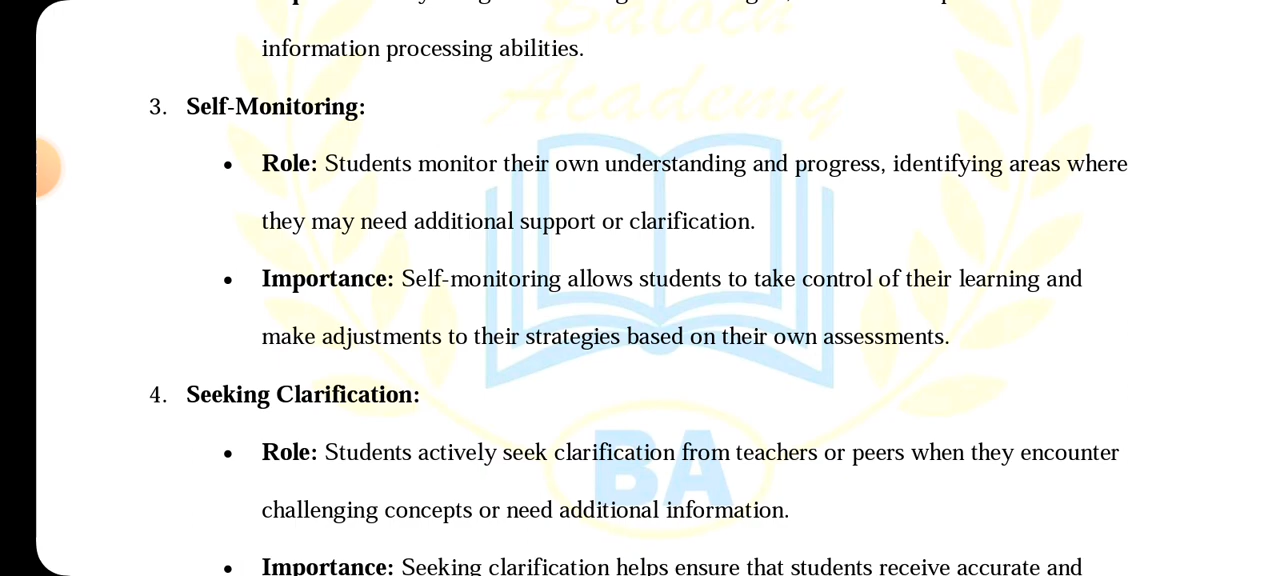 Baloch
information processing abilities.
Academy
3. Self-Monitoring:
• Role: Students monitor their own understanding and progress, identifying areas where
they may need additional support or clarification.
• Importance: Self-monitoring allows students to take control of their learning and
make adjustments to their strategies based on their own assessments.
4. Seeking Clarification:
• Role: Students actively seek clarification from teachers or peers when they encounter
BA
challenging concepts or need additional information.
• Importance: Seeking clarification helps ensure that students receive accurate and